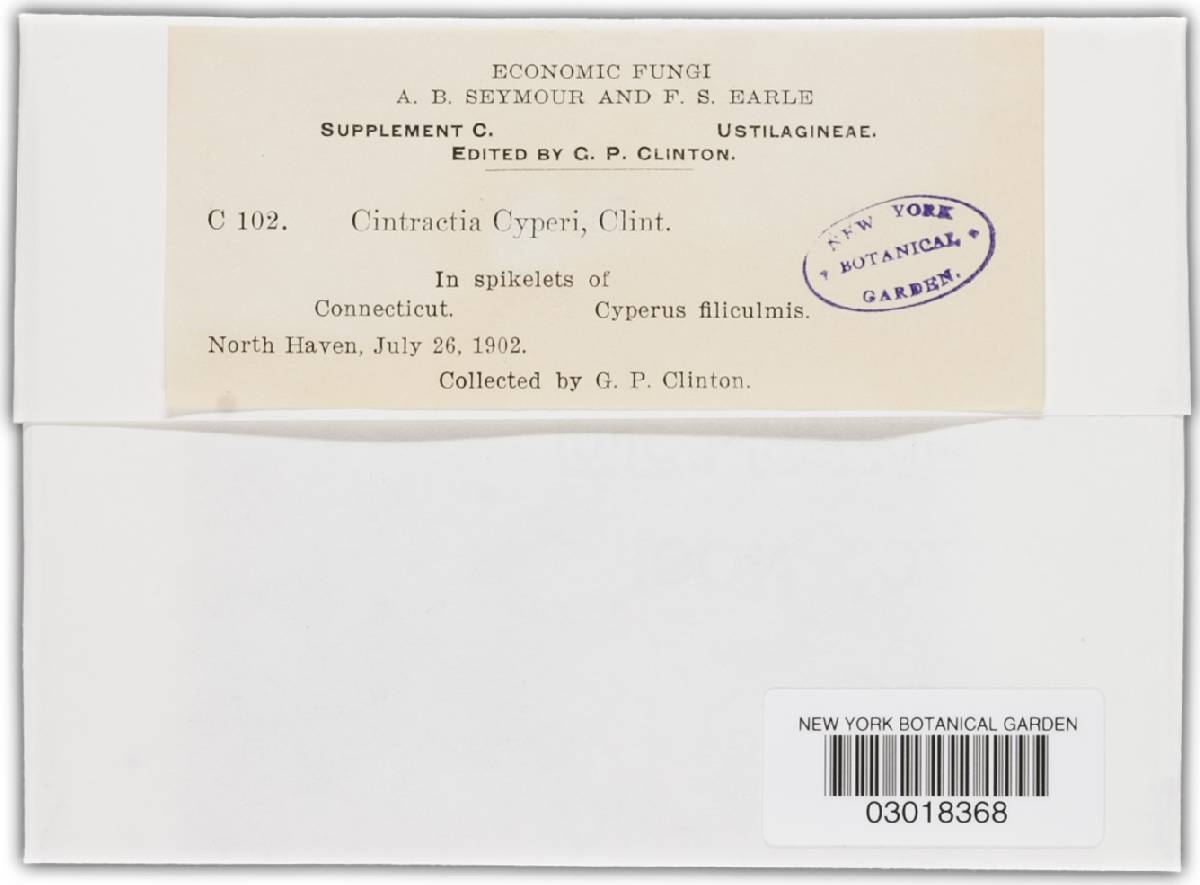 ECONOMIC FUNGI
A. B. SEYMOUR AND F. S. EARLE
SUPPLEMENT C. USTILAGINEAE.
EDITED BY G. P. CLINTON.
C 102. Cintractia Cyperi, Clint.
NEW YORK
BOTANICAL
GARDEN.
In spikelets of
Connecticut. Cyperus filiculmis.
North Haven, July 26, 1902.
Collected by G. P. Clinton.
NEW YORK BOTANICAL GARDEN
03018368